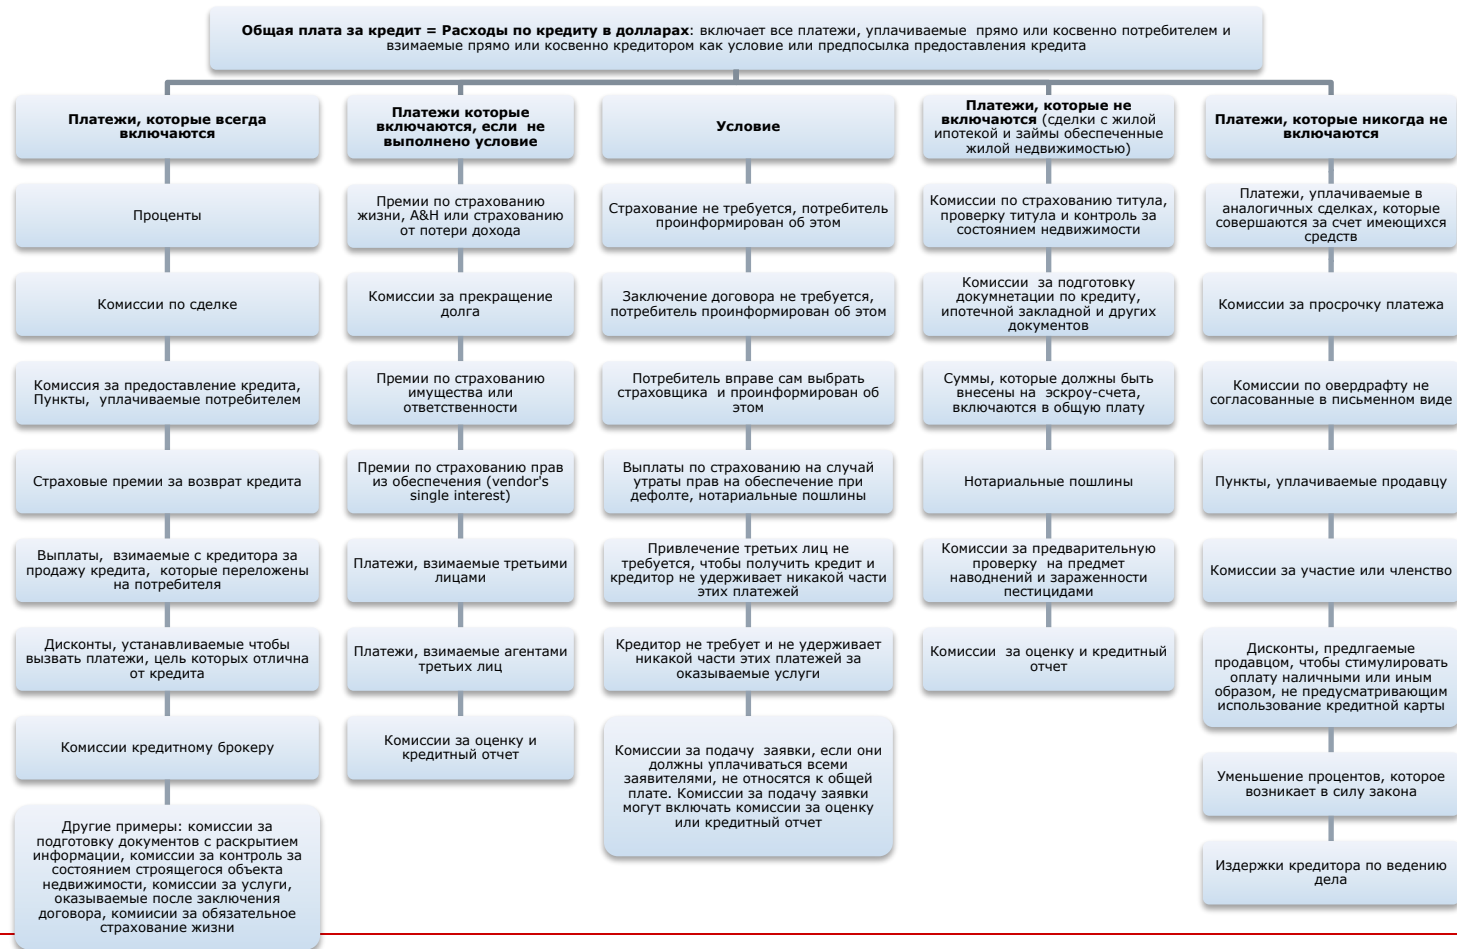 Общая плата за кредит = Расходы по кредиту в долларах: включает все платежи, уплачиваемые прямо или косвенно потребителем и
взимаемые прямо или косвенно кредитором как условие или предпосылка предоставления кредита
Платежи, которые всегда
включаются
Проценты
Комиссии по сделке
Комиссия за предоставление кредита,
Пункты, уплачиваемые потребителем
Страховые премии за возврат кредита
Выплаты, взимаемые с кредитора за
продажу кредита, которые переложены
на потребителя
Дисконты, устанавливаемые чтобы
вызвать платежи, цель которых отлична
от кредита
Комиссии кредитному брокеру
Другие примеры: комиссии за
подготовку документов с раскрытием
информации, комиссии за контроль за
состоянием строящегося объекта
недвижимости, комиссии за услуги,
оказываемые после заключения
договора, комиисии за обязательное
страхование жизни
Платежи которые
включаются, если не
выполнено условие
Премии по страхованию
жизни, A&H или страхованию
от потери дохода
Комиссии за прекращение
долга
Премии по страхованию
имущества или
ответственности
Премии по страхованию прав
из обеспечения (vendor's
single interest)
Платежи, взимаемые третьими
лицами
Платежи, взимаемые агентами
третьих лиц
Комиссии за оценку и
кредитный отчет
Условие
Страхование не требуется, потребитель
проинформирован об этом
Заключение договора не требуется,
потребитель проинформирован об этом
Потребитель вправе сам выбрать
страховщика и проинформирован об
этом
Выплаты по страхованию на случай
утраты прав на обеспечение при
дефолте, нотариальные пошлины
Привлечение третьих лиц не
требуется, чтобы получить кредит и
кредитор не удерживает никакой части
этих платежей
Кредитор не требует и не удерживает
никакой части этих платежей за
оказываемые услуги
Комиссии за подачу заявки, если они
должны уплачиваться всеми
заявителями, не относятся к общей
плате. Комиссии за подачу заявки
могут включать комиссии за оценку
или кредитный отчет
Платежи, которые не
включаются (сделки с жилой
ипотекой и займы обеспеченные
жилой недвижимостью)
Комиссии по страхованию титула,
проверку титула и контроль за
состоянием недвижимости
Комиссии за подготовку
докумнетации по кредиту,
ипотечной закладной и других
документов
Суммы, которые должны быть
внесены на эскроу-счета,
включаются в общую плату
Нотариальные пошлины
Комиссии за предварительную
проверку на предмет
наводнений и зараженности
пестицидами
Комиссии за оценку и кредитный
отчет
Платежи, которые никогда не
включаются
Платежи, уплачиваемые в
аналогичных сделках, которые
совершаются за счет имеющихся
средств
Комиссии за просрочку платежа
Комиссии по овердрафту не
согласованные в письменном виде
Пункты, уплачиваемые продавцу
Комиссии за участие или членство
Дисконты, предлгаемые
продавцом, чтобы стимулировать
оплату наличными или иным
образом, не предусматривающим
использование кредитной карты
Уменьшение процентов, которое
возникает в силу закона
Издержки кредитора по ведению
дела